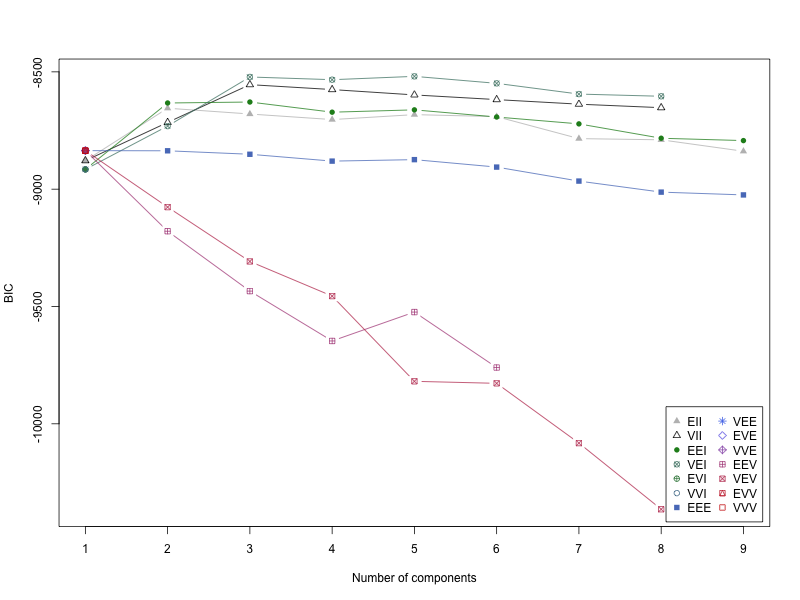 -8500
-9000
-9500
-10000
BIC
1 2 3 4 5 6 7 8 9
Number of components
EII VEE
VII EVE
EEI VVE
VEI EEV
EVI VEV
VVI EVV
EEE VVV